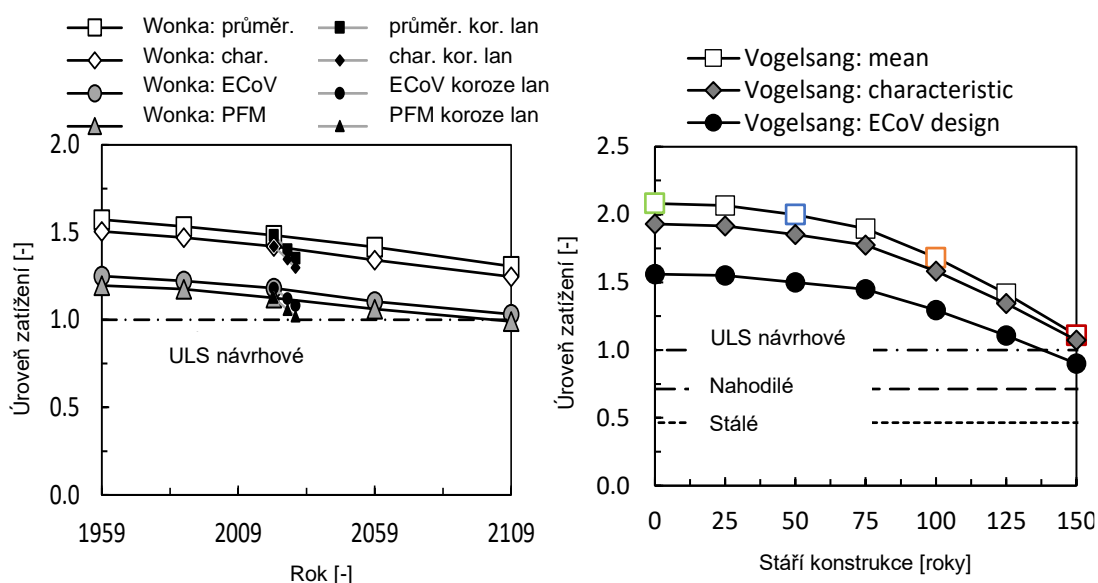 Wonka: průměr.
Wonka: char.
Wonka: ECoV
Wonka: PFM
průměr. kor. lan
char. kor. lan
ECoV koroze lan
PFM koroze lan
Úroveň zatížení [-]
2.0
1.5
1.0
0.5
0.0
ULS návrhové
1959
2009
2059
2109
Rok [-]
Vogelsang: mean
Vogelsang: characteristic
Vogelsang: ECoV design
Úroveň zatížení [-]
2.5
2.0
1.5
1.0
0.5
0.0
ULS návrhové
Nahodilé
Stálé
0
25
50
75
100
125
150
Stáří konstrukce [roky]